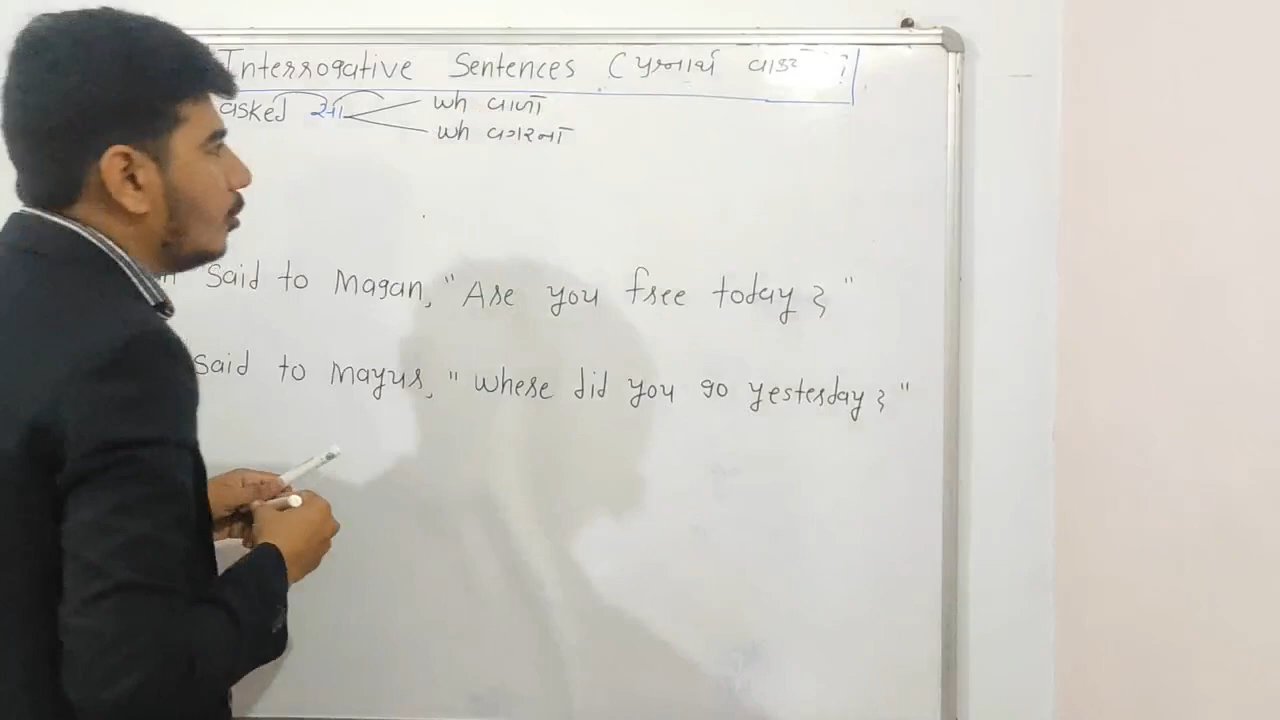 Interrogative Sentences (પ્રશ્નાર્થ વાક્ય)
asked wh વાળા
wh વગરના
said to Magan, "Are you free today?"
said to Mayur, "Where did you go yesterday?"